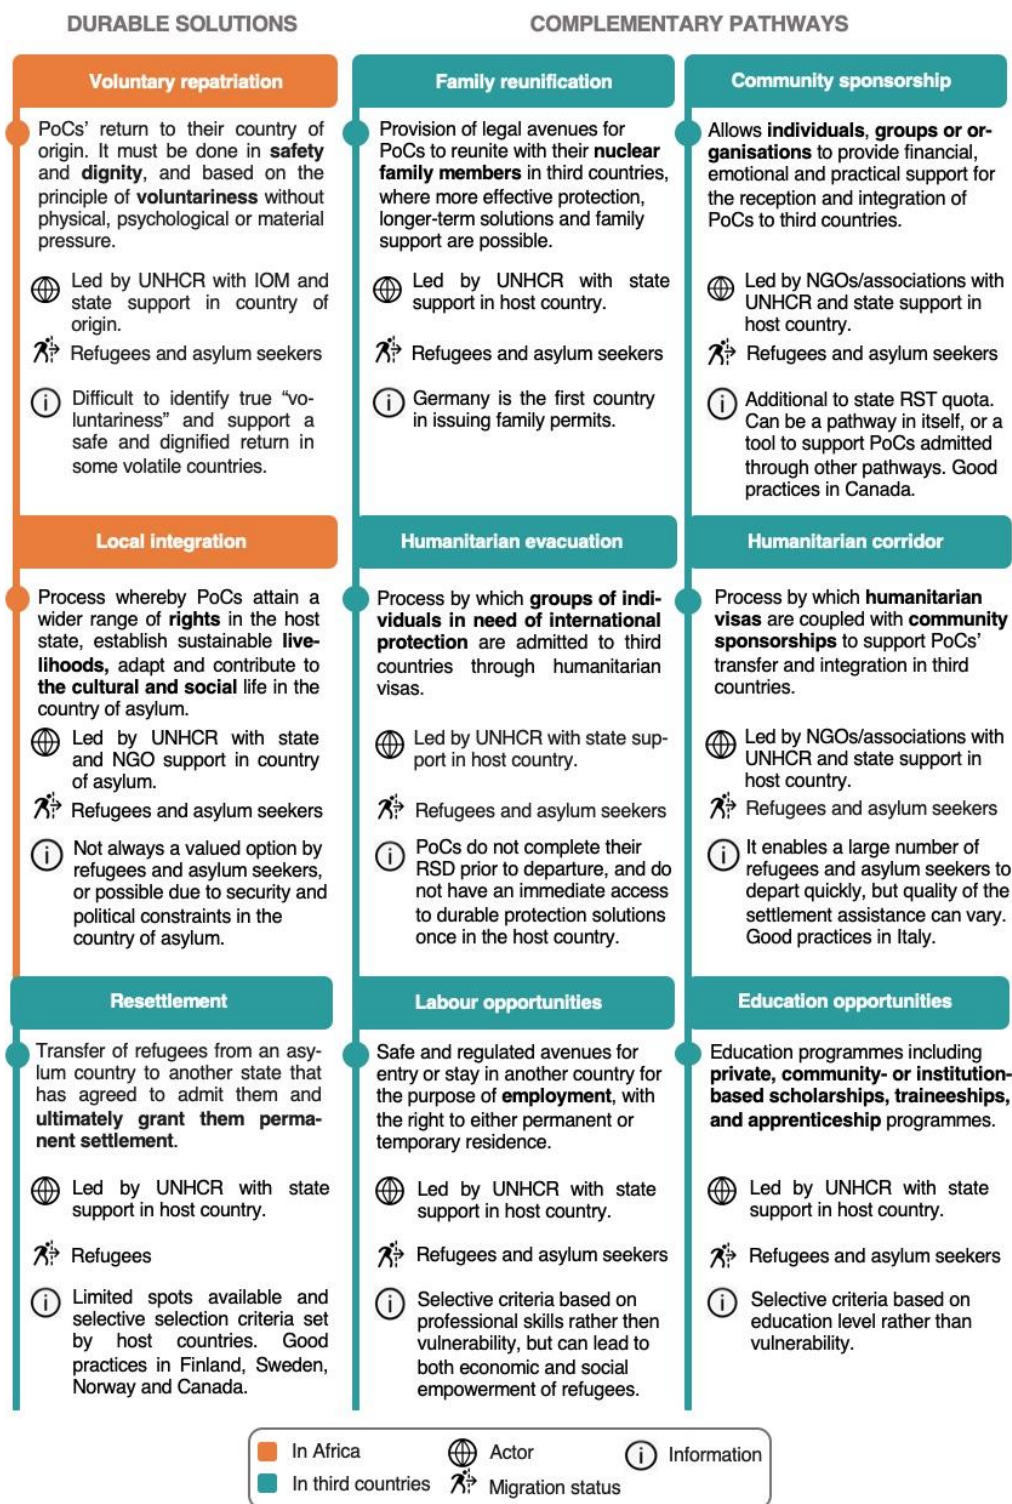 DURABLE SOLUTIONS
COMPLEMENTARY PATHWAYS
Voluntary repatriation
PoCs' return to their country of
origin. It must be done in safety
and dignity, and based on the
principle of voluntariness without
physical, psychological or material
pressure.
Led by UNHCR with IOM and
state support in country of
origin.
Refugees and asylum seekers
Difficult to identify true “vo-
luntariness” and support a
safe and dignified return in
some volatile countries.
Family reunification
Provision of legal avenues for
PoCs to reunite with their nuclear
family members in third countries,
where more effective protection,
longer-term solutions and family
support are possible.
Led by UNHCR with state
support in host country.
Refugees and asylum seekers
Germany is the first country
in issuing family permits.
Community sponsorship
Allows individuals, groups or or-
ganisations to provide financial,
emotional and practical support for
the reception and integration of
PoCs to third countries.
Led by NGOs/associations with
UNHCR and state support in
host country.
Refugees and asylum seekers
Additional to state RST quota.
Can be a pathway in itself, or a
tool to support PoCs admitted
through other pathways. Good
practices in Canada.
Local integration
Process whereby PoCs attain a
wider range of rights in the host
state, establish sustainable live-
lihoods, adapt and contribute to
the cultural and social life in the
country of asylum.
Led by UNHCR with state
and NGO support in country
of asylum.
Refugees and asylum seekers
Not always a valued option by
refugees and asylum seekers,
or possible due to security and
political constraints in the
country of asylum.
Humanitarian evacuation
Process by which groups of indi-
viduals in need of international
protection are admitted to third
countries through humanitarian
visas.
Led by UNHCR with state sup-
port in host country.
Refugees and asylum seekers
PoCs do not complete their
RSD prior to departure, and do
not have an immediate access
to durable protection solutions
once in the host country.
Humanitarian corridor
Process by which humanitarian
visas are coupled with community
sponsorships to support PoCs'
transfer and integration in third
countries.
Led by NGOs/associations with
UNHCR and state support in
host country.
Refugees and asylum seekers
It enables a large number of
refugees and asylum seekers to
depart quickly, but quality of the
settlement assistance can vary.
Good practices in Italy.
Resettlement
Transfer of refugees from an asy-
lum country to another state that
has agreed to admit them and
ultimately grant them perma-
nent settlement.
Led by UNHCR with state
support in host country.
Refugees
Limited spots available and
selective selection criteria set
by host countries. Good
practices in Finland, Sweden,
Norway and Canada.
Labour opportunities
Safe and regulated avenues for
entry or stay in another country for
the purpose of employment, with
the right to either permanent or
temporary residence.
Led by UNHCR with state
support in host country.
Refugees and asylum seekers
Selective criteria based on
professional skills rather then
vulnerability, but can lead to
both economic and social
empowerment of refugees.
Education opportunities
Education programmes including
private, community- or institution-
based scholarships, traineeships,
and apprenticeship programmes.
Led by UNHCR with state
support in host country.
Refugees and asylum seekers
Selective criteria based on
education level rather than
vulnerability.
In Africa
In third countries
Actor
Migration status
Information